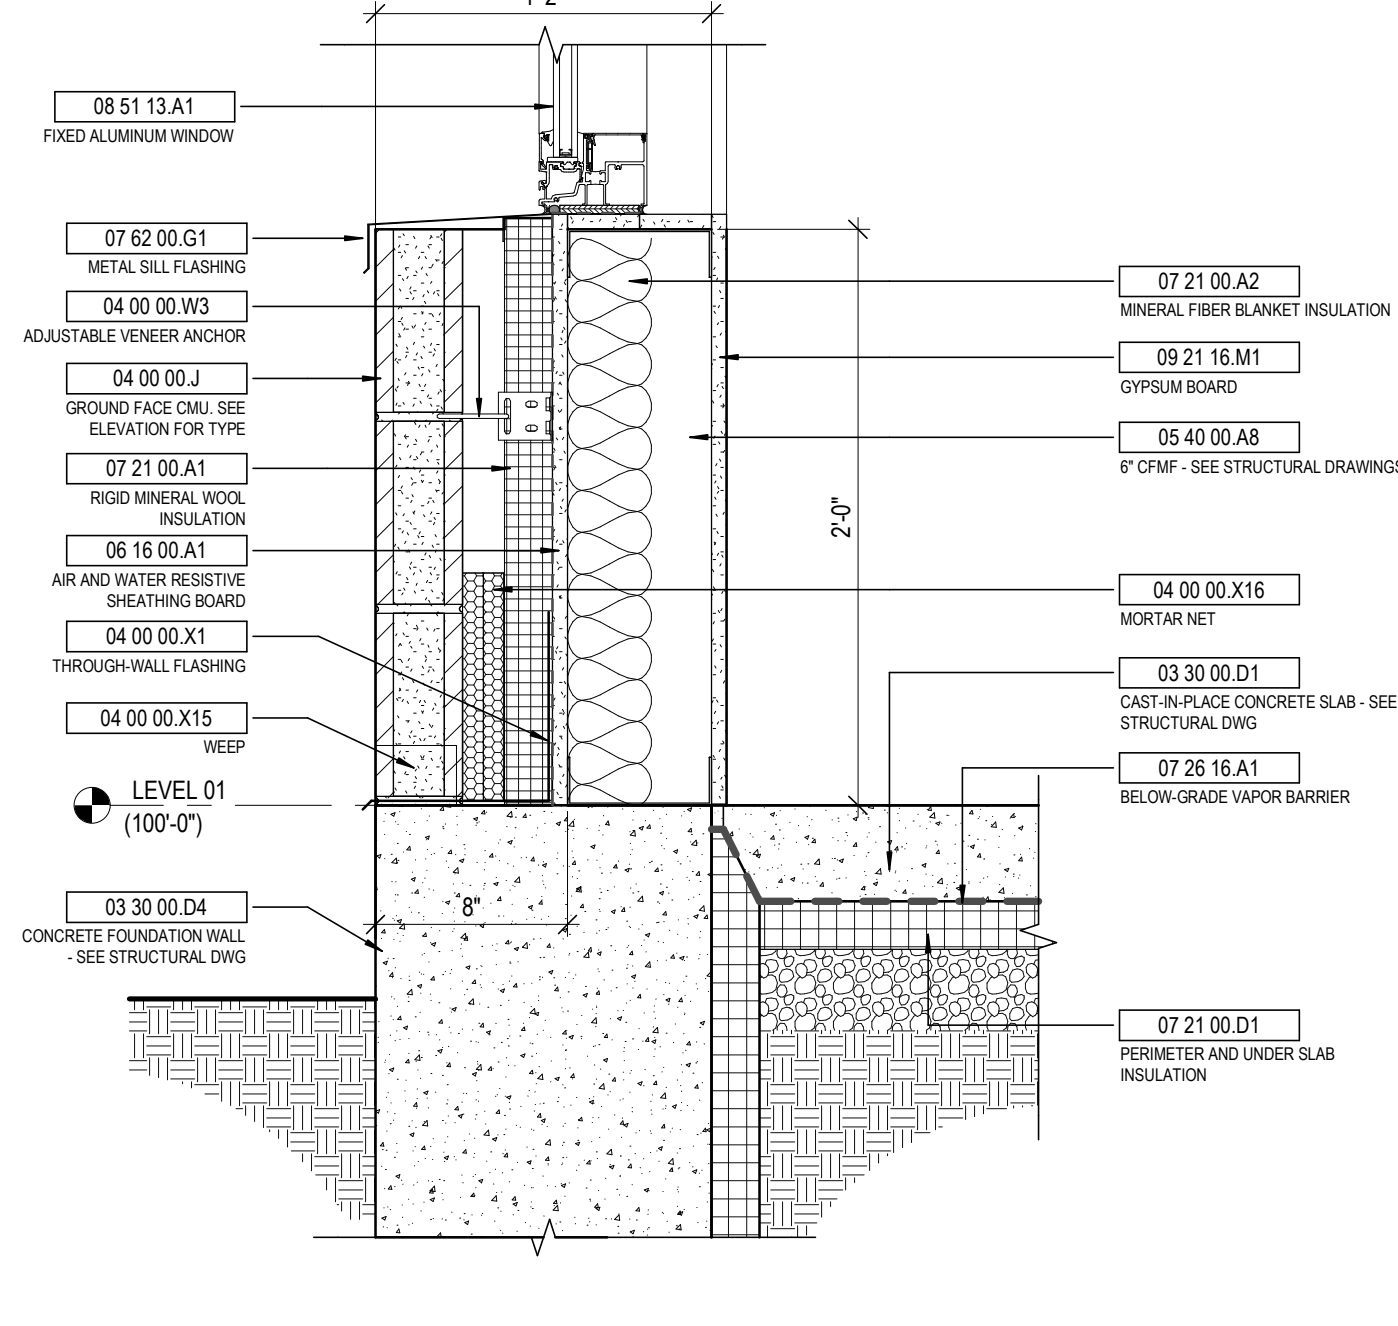 08 51 13.A1
FIXED ALUMINUM WINDOW
07 62 00.G1
METAL SILL FLASHING
04 00 00.W3
ADJUSTABLE VENEER ANCHOR
04 00 00.J
GROUND FACE CMU. SEE
ELEVATION FOR TYPE
07 21 00.A1
RIGID MINERAL WOOL
INSULATION
06 16 00.A1
AIR AND WATER RESISTIVE
SHEATHING BOARD
04 00 00.X1
THROUGH-WALL FLASHING
04 00 00.X15
WEEP
LEVEL 01
(100'-0")
03 30 00.D4
CONCRETE FOUNDATION WALL
- SEE STRUCTURAL DWG
8"
2'-0"
07 21 00.A2
MINERAL FIBER BLANKET INSULATION
09 21 16.M1
GYPSUM BOARD
05 40 00.A8
6" CFMF - SEE STRUCTURAL DRAWINGS
04 00 00.X16
MORTAR NET
03 30 00.D1
CAST-IN-PLACE CONCRETE SLAB - SEE
STRUCTURAL DWG
07 26 16.A1
BELOW-GRADE VAPOR BARRIER
07 21 00.D1
PERIMETER AND UNDER SLAB
INSULATION